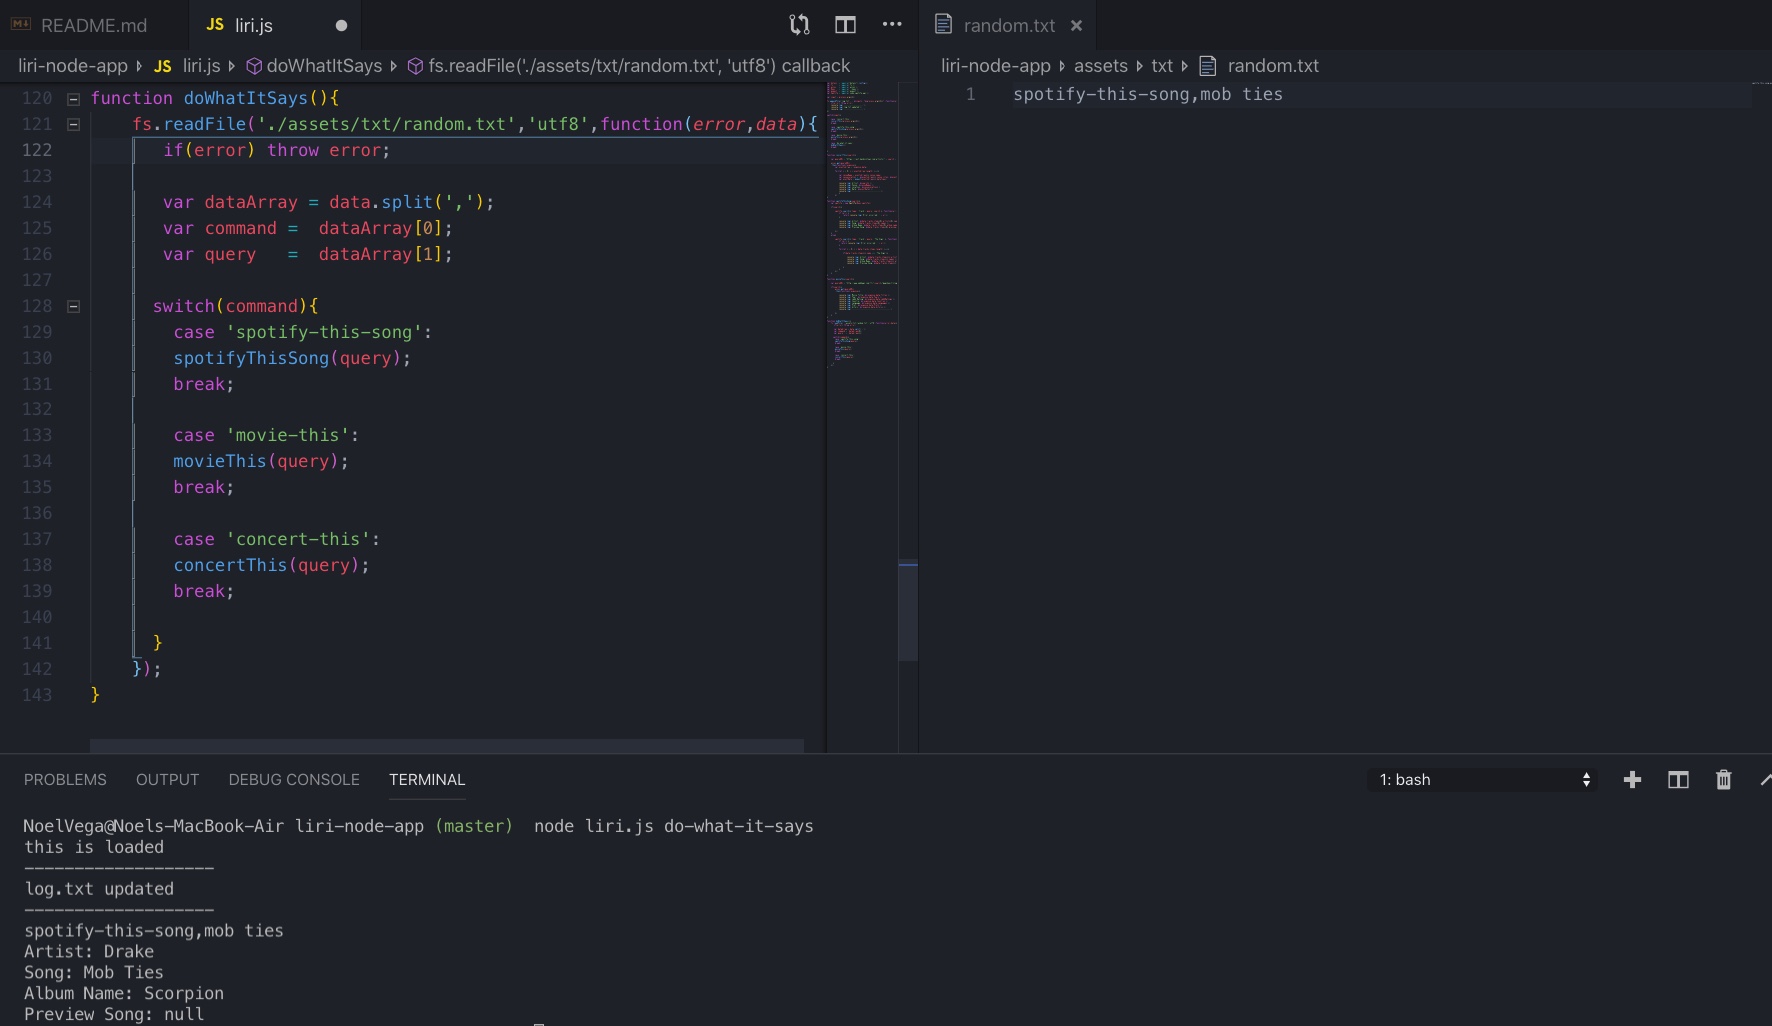 README.md
JS liri.js
random.txt
liri-node-app JS liri.js doWhatItSays fs.readFile('./assets/txt/random.txt', 'utf8') callback
liri-node-app assets txt random.txt
120 function doWhatItSays(){
121 fs.readFile('./assets/txt/random.txt','utf8',function(error,data){
122 if(error) throw error;
123
124 var dataArray = data.split(',');
125 var command = dataArray[0];
126 var query = dataArray[1];
127
128 switch(command){
129 case 'spotify-this-song':
130 spotifyThisSong(query);
131 break;
132
133 case 'movie-this':
134 movieThis(query);
135 break;
136
137 case 'concert-this':
138 concertThis(query);
139 break;
140
141 }
142 });
143 }
1 spotify-this-song,mob ties
PROBLEMS OUTPUT DEBUG CONSOLE TERMINAL
1: bash
NoelVega@Noels-MacBook-Air liri-node-app (master) node liri.js do-what-it-says
this is loaded
-------------------
log.txt updated
-------------------
spotify-this-song,mob ties
Artist: Drake
Song: Mob Ties
Album Name: Scorpion
Preview Song: null